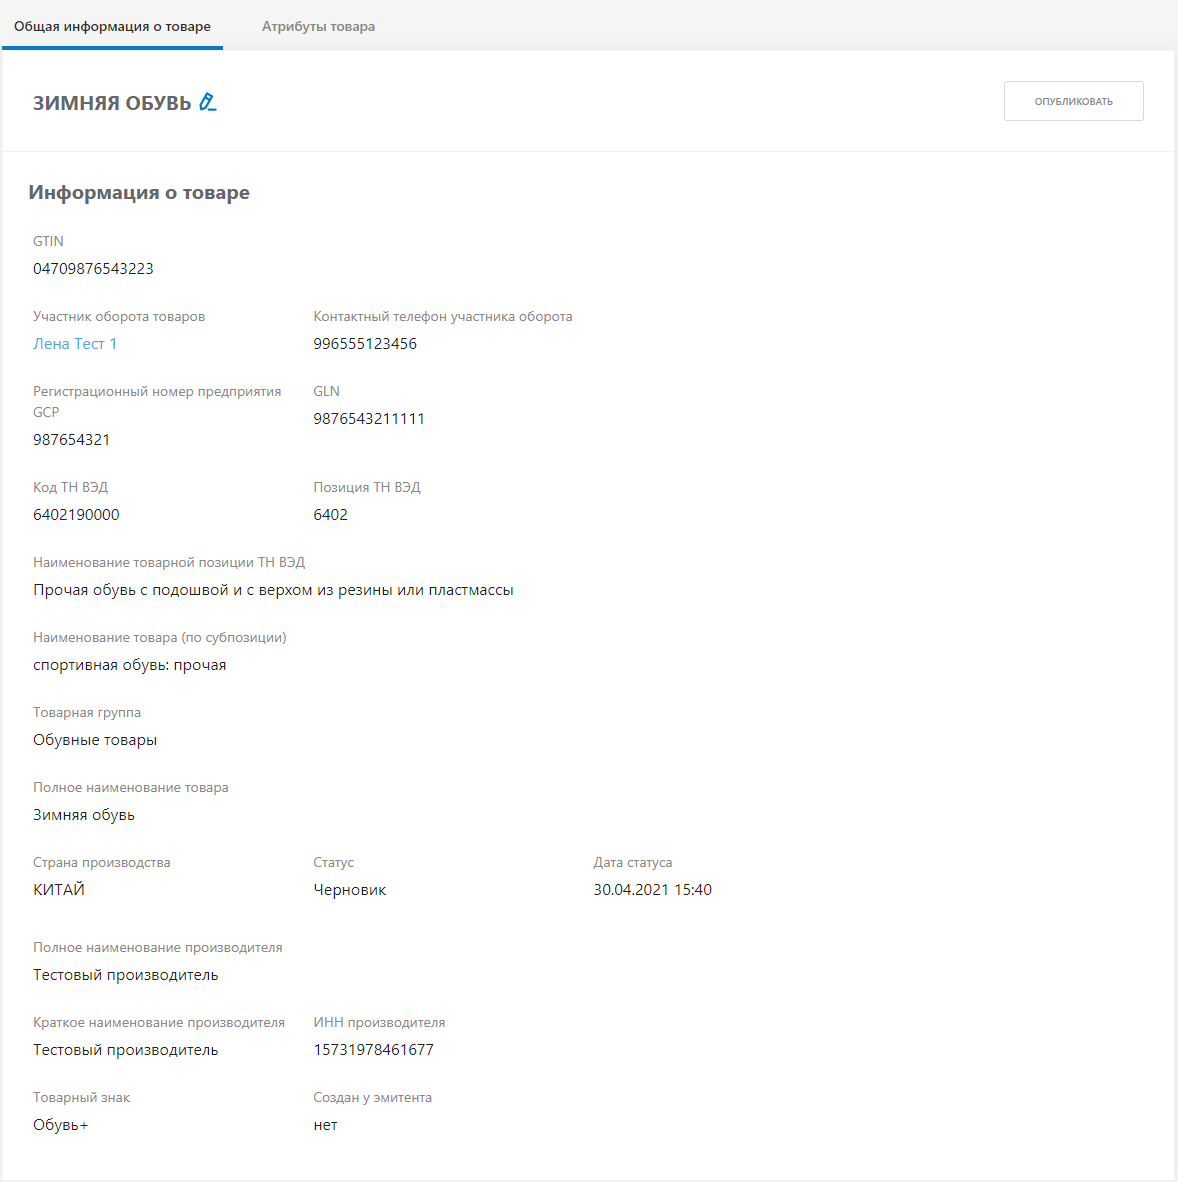 Общая информация о товаре
Атрибуты товара
ЗИМНЯЯ ОБУВЬ
ОПУБЛИКОВАТЬ
Информация о товаре
GTIN
04709876543223
Участник оборота товаров
Контактный телефон участника оборота
Лена Тест 1
996555123456
Регистрационный номер предприятия
GCP
GLN
987654321
9876543211111
Код ТН ВЭД
Позиция ТН ВЭД
6402190000
6402
Наименование товарной позиции ТН ВЭД
Прочая обувь с подошвой и с верхом из резины или пластмассы
Наименование товара (по субпозиции)
спортивная обувь: прочая
Товарная группа
Обувные товары
Полное наименование товара
Зимняя обувь
Страна производства
Статус
Дата статуса
КИТАЙ
Черновик
30.04.2021 15:40
Полное наименование производителя
Тестовый производитель
Краткое наименование производителя
ИНН производителя
Тестовый производитель
15731978461677
Товарный знак
Создан у эмитента
Обувь+
нет